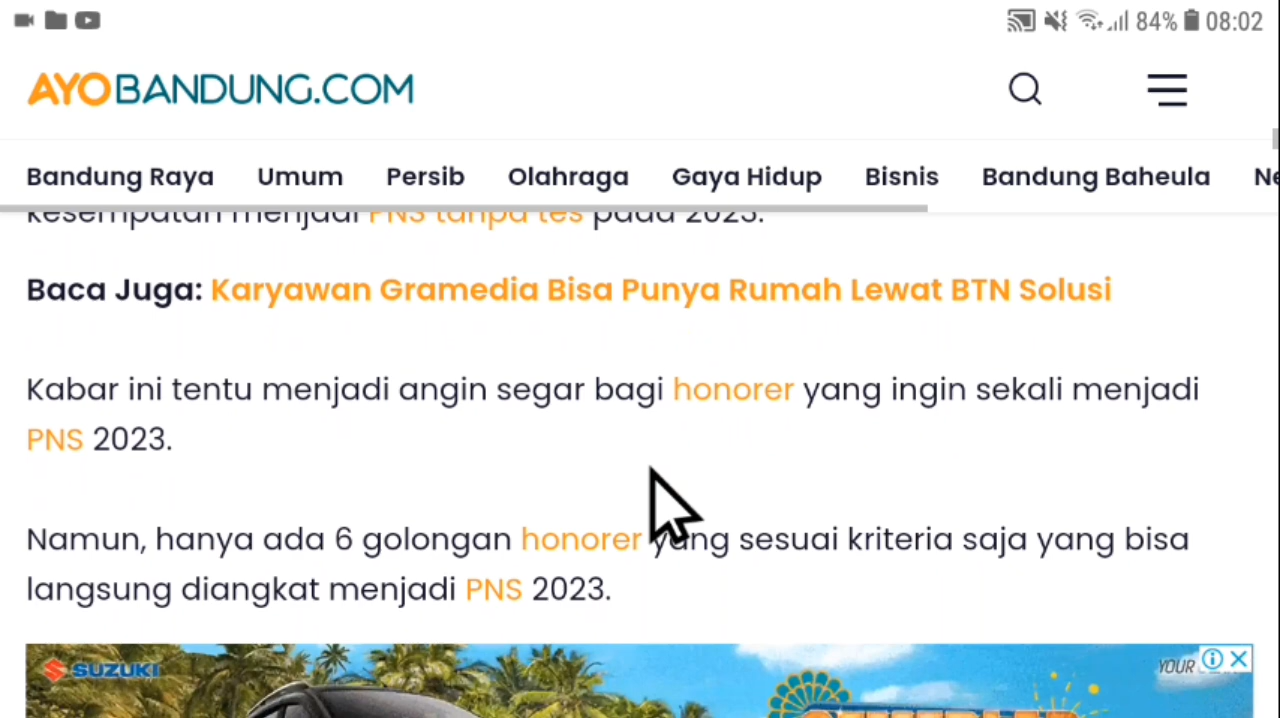 84% 08:02
AYOBANDUNG.COM
Bandung Raya Umum Persib Olahraga Gaya Hidup Bisnis Bandung Baheula
kesempatan menjadi PNS tanpa tes pada 2023.
Baca Juga: Karyawan Gramedia Bisa Punya Rumah Lewat BTN Solusi
Kabar ini tentu menjadi angin segar bagi honorer yang ingin sekali menjadi
PNS 2023.
Namun, hanya ada 6 golongan honorer yang sesuai kriteria saja yang bisa
langsung diangkat menjadi PNS 2023.
SUZUKI
YOUR